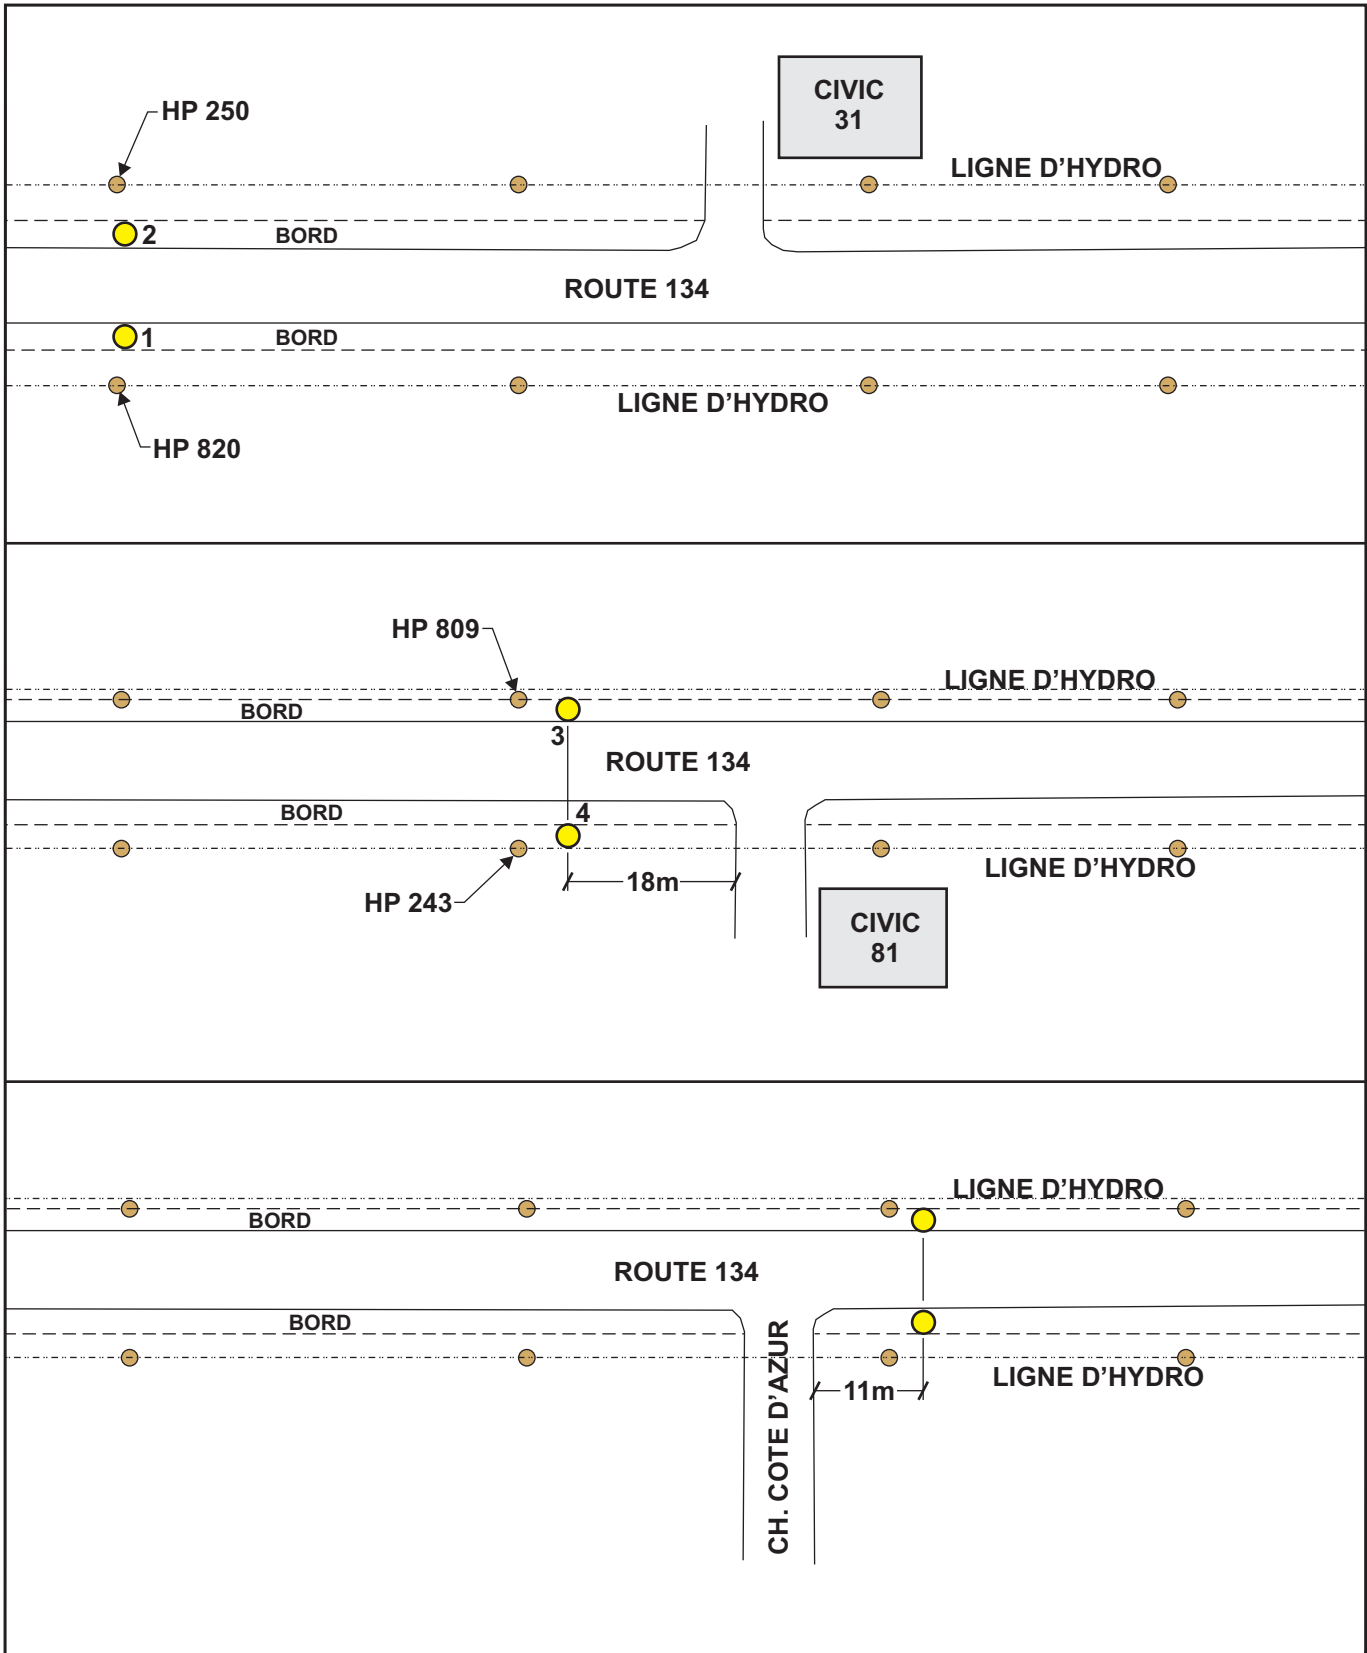 CIVIC
31
HP 250
LIGNE D’HYDRO
2
BORD
ROUTE 134
1
BORD
LIGNE D’HYDRO
HP 820
HP 809
LIGNE D’HYDRO
BORD
3
ROUTE 134
4
BORD
LIGNE D’HYDRO
18m
HP 243
CIVIC
81
LIGNE D’HYDRO
BORD
ROUTE 134
BORD
LIGNE D’HYDRO
11m
CH. COTE D’AZUR